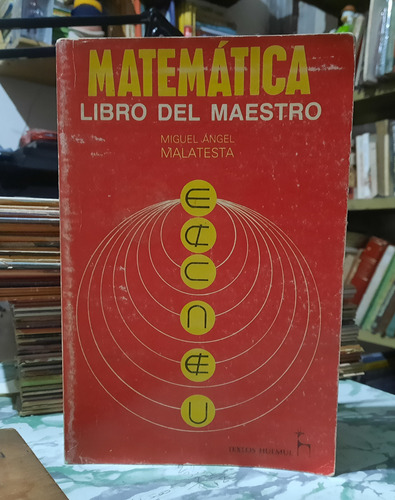 MATEMÁTICA
LIBRO DEL MAESTRO
MIGUEL ÁNGEL
MALATESTA
∈
⊄
⊂
∩
∉
∪